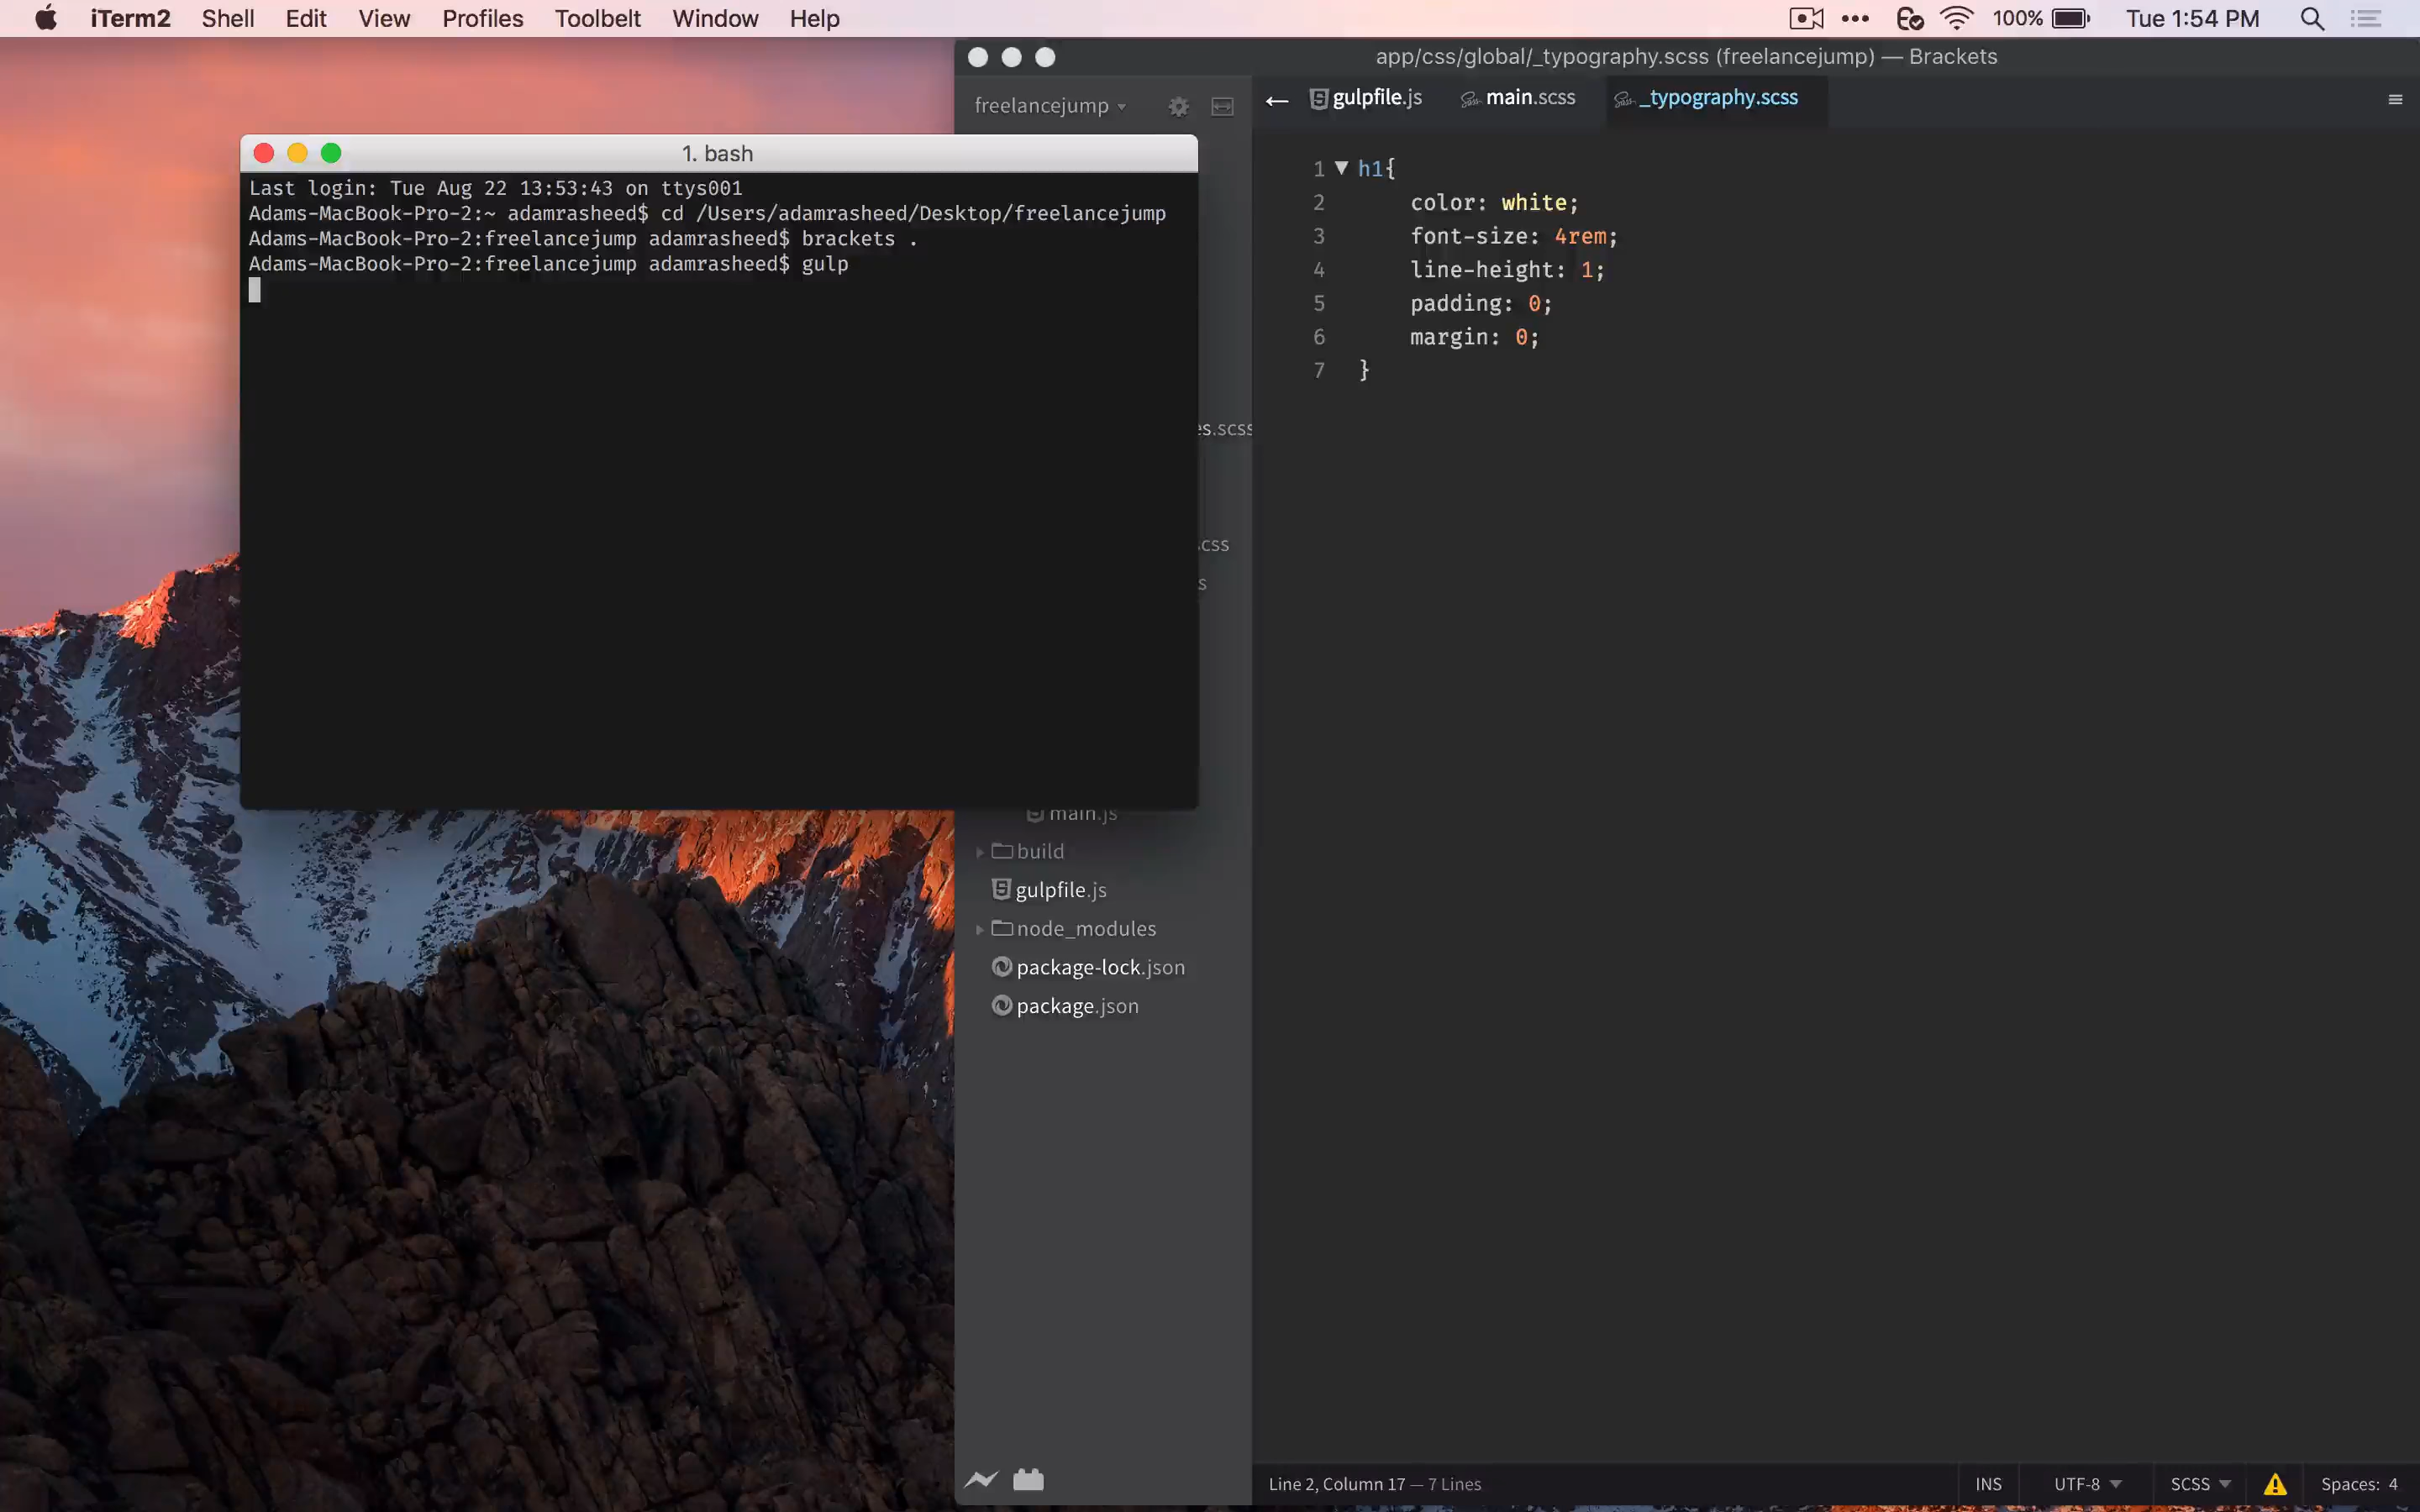 iTerm2 Shell Edit View Profiles Toolbelt Window Help 100% Tue 1:54 PM
app/css/global/_typography.scss (freelancejump) — Brackets
freelancejump
gulpfile.js main.scss _typography.scss
1. bash
Last login: Tue Aug 22 13:53:43 on ttys001
Adams-MacBook-Pro-2:~ adamrasheed$ cd /Users/adamrasheed/Desktop/freelancejump
Adams-MacBook-Pro-2:freelancejump adamrasheed$ brackets .
Adams-MacBook-Pro-2:freelancejump adamrasheed$ gulp
1 h1{
2 color: white;
3 font-size: 4rem;
4 line-height: 1;
5 padding: 0;
6 margin: 0;
7 }
es.scss
.css
s
main.js
build
gulpfile.js
node_modules
package-lock.json
package.json
Line 2, Column 17 — 7 Lines INS UTF-8 SCSS Spaces: 4